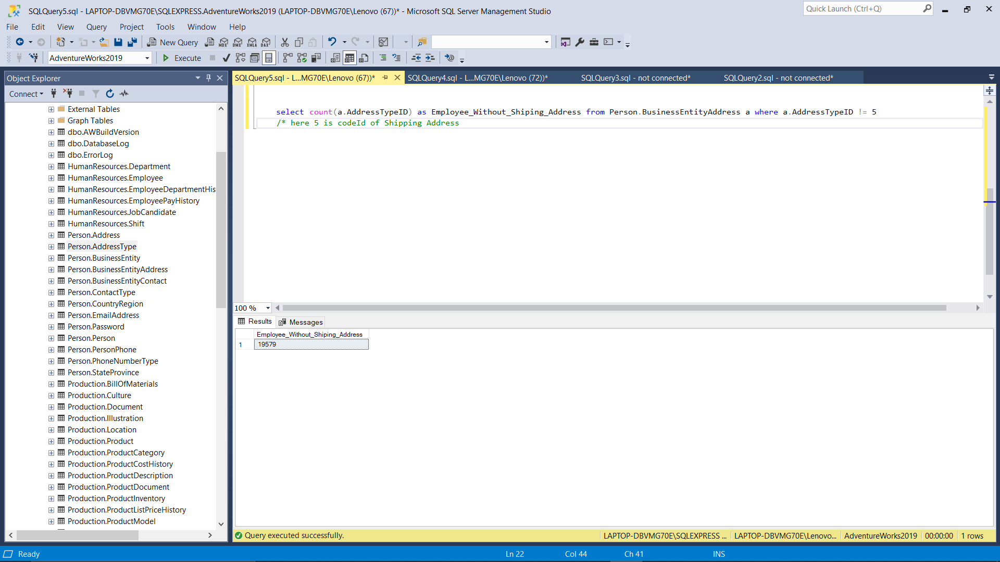 SQLQuery5.sql - LAPTOP-DBVMG70E\SQLEXPRESS.AdventureWorks2019 (LAPTOP-DBVMG70E\Lenovo (67))* - Microsoft SQL Server Management Studio
Quick Launch (Ctrl+Q)
File Edit View Query Project Tools Window Help
New Query
MDX DMX XMLA DAX
AdventureWorks2019
Execute
Object Explorer
SQLQuery5.sql - L...MG70E\Lenovo (67))*
SQLQuery4.sql - L...MG70E\Lenovo (72))*
SQLQuery3.sql - not connected*
SQLQuery2.sql - not connected*
Connect
External Tables
Graph Tables
dbo.AWBuildVersion
dbo.DatabaseLog
dbo.ErrorLog
HumanResources.Department
HumanResources.Employee
HumanResources.EmployeeDepartmentHis
HumanResources.EmployeePayHistory
HumanResources.JobCandidate
HumanResources.Shift
Person.Address
Person.AddressType
Person.BusinessEntity
Person.BusinessEntityAddress
Person.BusinessEntityContact
Person.ContactType
Person.CountryRegion
Person.EmailAddress
Person.Password
Person.Person
Person.PersonPhone
Person.PhoneNumberType
Person.StateProvince
Production.BillOfMaterials
Production.Culture
Production.Document
Production.Illustration
Production.Location
Production.Product
Production.ProductCategory
Production.ProductCostHistory
Production.ProductDescription
Production.ProductDocument
Production.ProductInventory
Production.ProductListPriceHistory
Production.ProductModel
select count(a.AddressTypeID) as Employee_Without_Shiping_Address from Person.BusinessEntityAddress a where a.AddressTypeID != 5
/* here 5 is codeId of Shipping Address
100 %
Results Messages
Employee_Without_Shiping_Address
1 19579
Query executed successfully.
LAPTOP-DBVMG70E\SQLEXPRESS ... LAPTOP-DBVMG70E\Lenovo... AdventureWorks2019 00:00:00 1 rows
Ready Ln 22 Col 44 Ch 41 INS